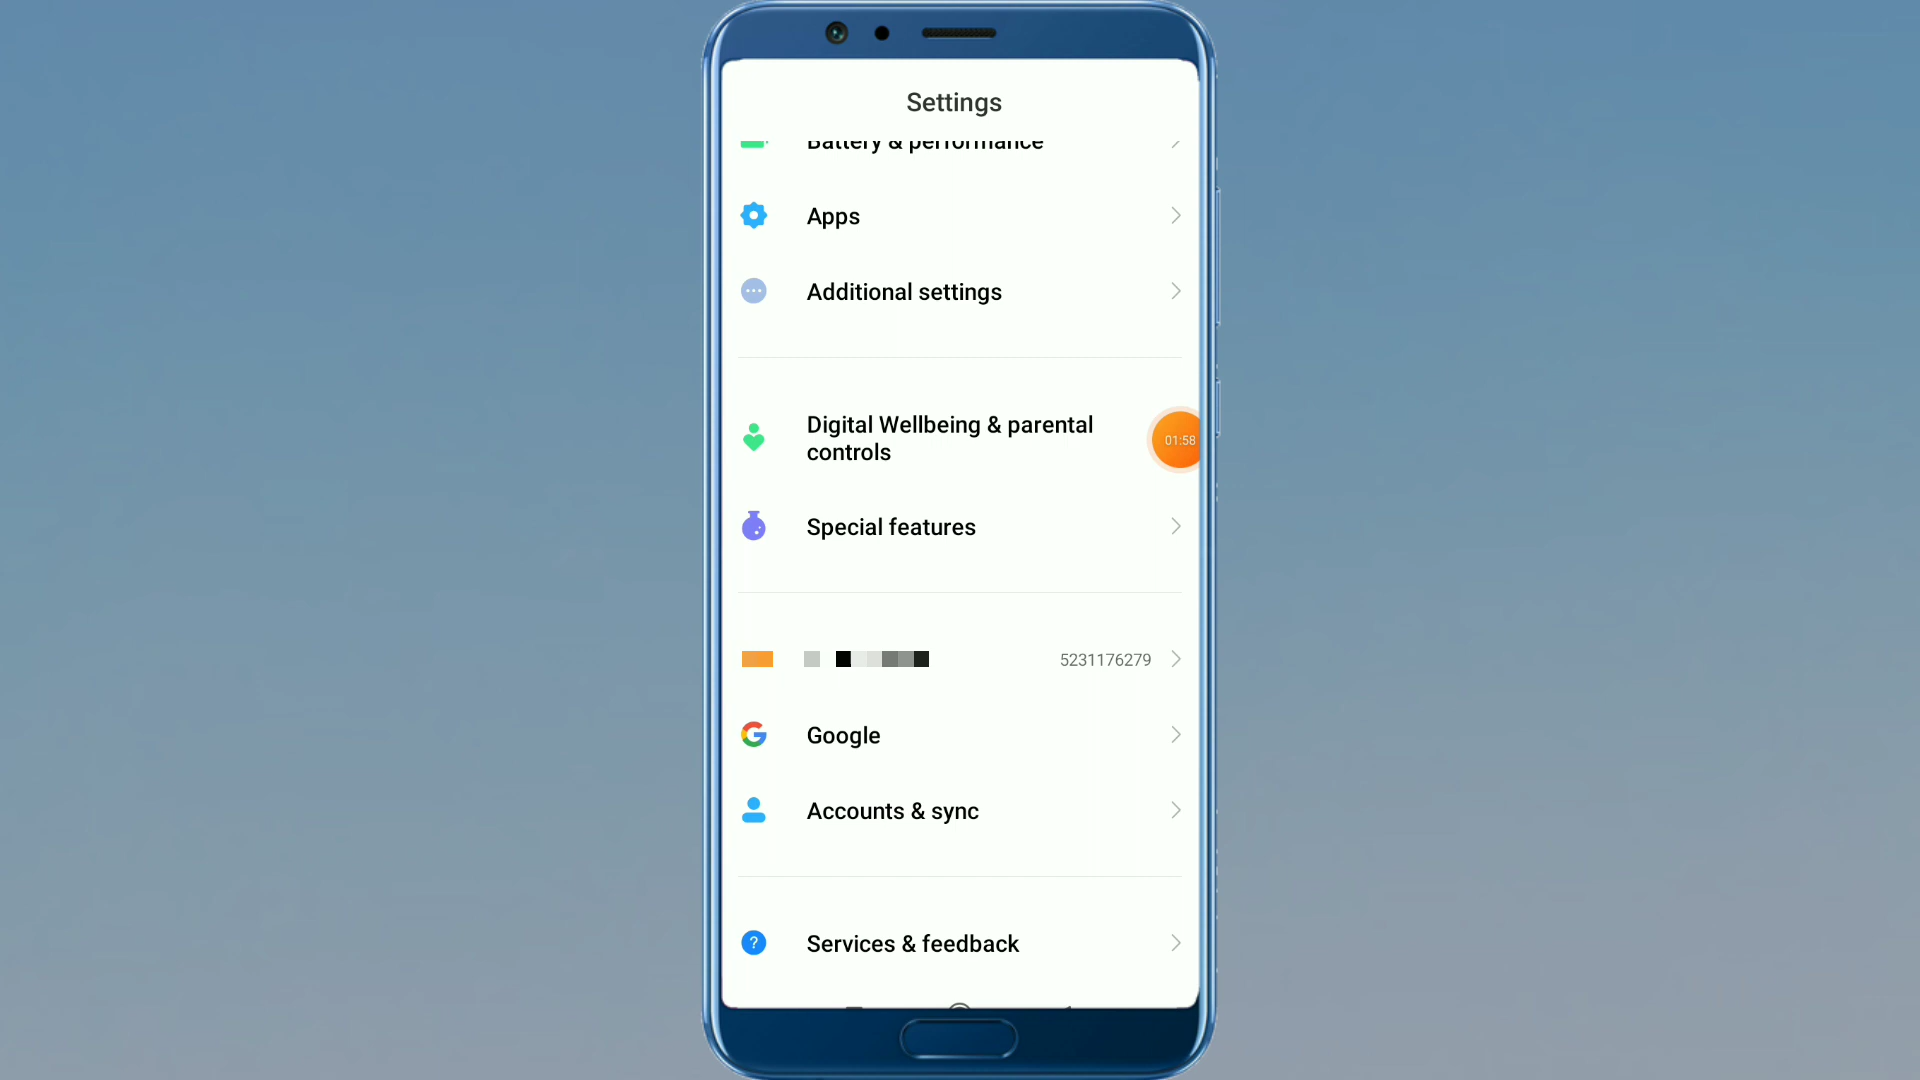 Settings
Battery & performance
Apps
Additional settings
Digital Wellbeing & parental
controls
01:58
Special features
5231176279
Google
Accounts & sync
Services & feedback